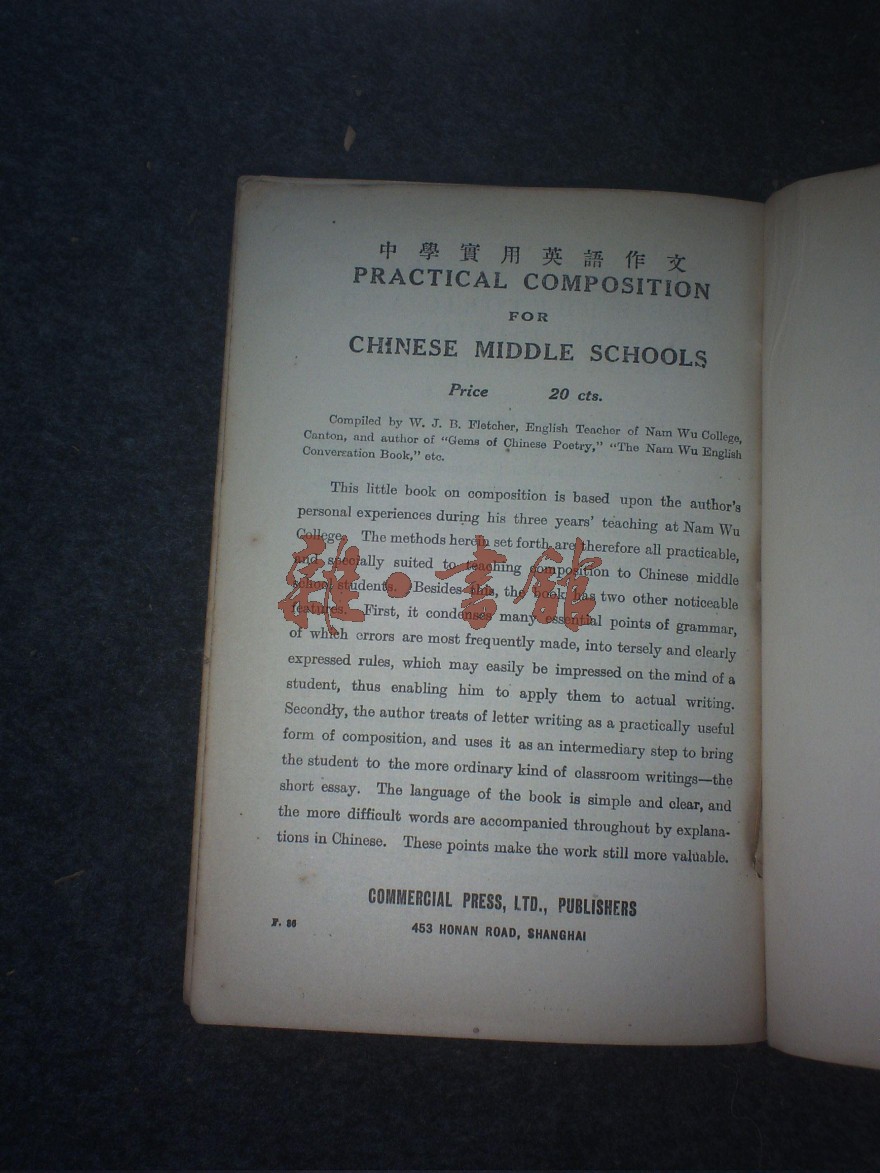 中學實用英語作文
PRACTICAL COMPOSITION
FOR
CHINESE MIDDLE SCHOOLS
Price 20 cts.
Compiled by W. J. B. Fletcher, English Teacher of Nam Wu College,
Canton, and author of "Gems of Chinese Poetry," "The Nam Wu English
Conversation Book," etc.
This little book on composition is based upon the author's
personal experiences during his three years' teaching at Nam Wu
College. The methods herein set forth are therefore all practicable,
and specially suited to teaching composition to Chinese middle
school students. Besides this, the book has two other noticeable
features. First, it condenses many essential points of grammar,
of which errors are most frequently made, into tersely and clearly
expressed rules, which may easily be impressed on the mind of a
student, thus enabling him to apply them to actual writing.
Secondly, the author treats of letter writing as a practically useful
form of composition, and uses it as an intermediary step to bring
the student to the more ordinary kind of classroom writings—the
short essay. The language of the book is simple and clear, and
the more difficult words are accompanied throughout by explana-
tions in Chinese. These points make the work still more valuable.
COMMERCIAL PRESS, LTD., PUBLISHERS
F. 86
453 HONAN ROAD, SHANGHAI
雜·書館